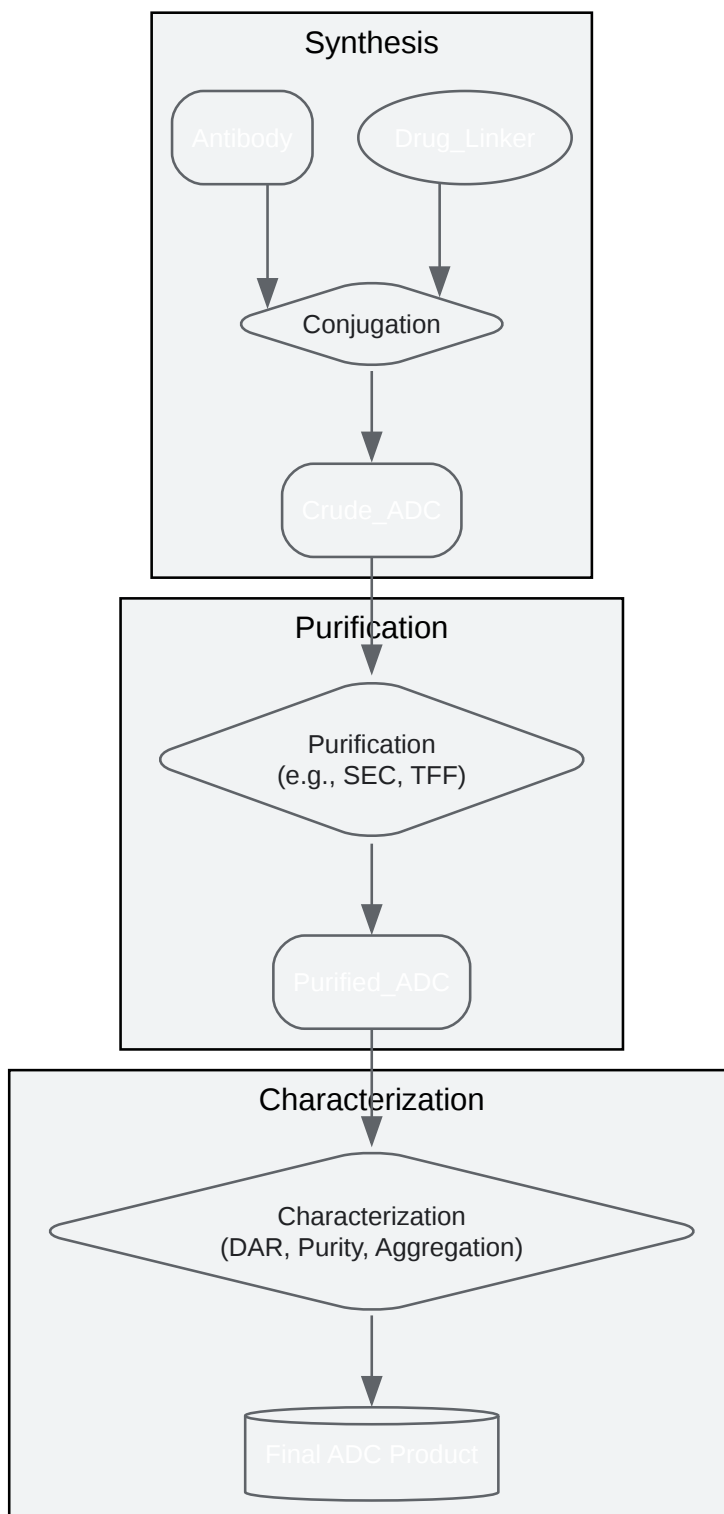 Synthesis
Antibody
Drug_Linker
Conjugation
Crude_ADC
Purification
Purification
(e.g., SEC, TFF)
Purified_ADC
Characterization
Characterization
(DAR, Purity, Aggregation)
Final ADC Product